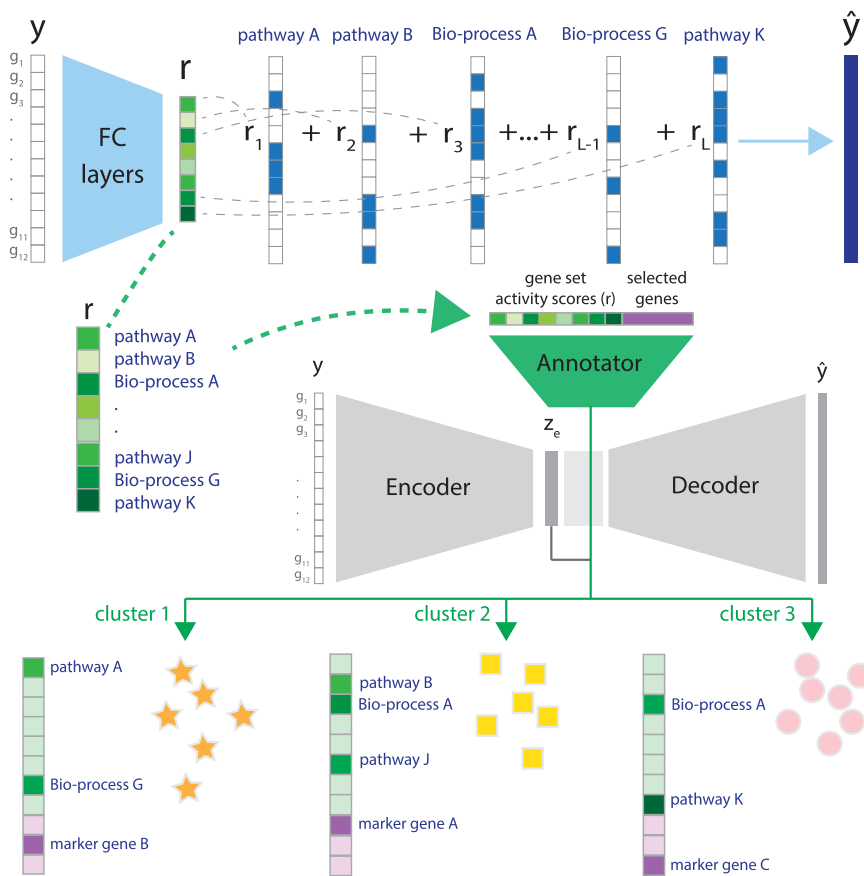 y
r
pathway A
pathway B
Bio-process A
Bio-process G
pathway K
ŷ
g1
g2
g3
.
.
.
.
.
g11
g12
FC
layers
r1 + r2 + r3 +...+ rL-1 + rL
gene set
activity scores (r)
selected
genes
r
pathway A
pathway B
Bio-process A
.
.
pathway J
Bio-process G
pathway K
Annotator
y
g1
g2
g3
.
.
.
.
g11
g12
Encoder
ze
Decoder
ŷ
cluster 1
cluster 2
cluster 3
pathway A
Bio-process G
marker gene B
pathway B
Bio-process A
pathway J
marker gene A
Bio-process A
pathway K
marker gene C